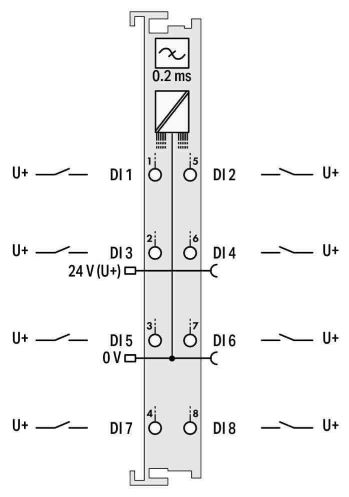 0.2 ms
U+ DI 1 1 5 DI 2 U+
U+ DI 3 2 6 DI 4 U+
24 V (U+)
U+ DI 5 3 7 DI 6 U+
0 V
U+ DI 7 4 8 DI 8 U+